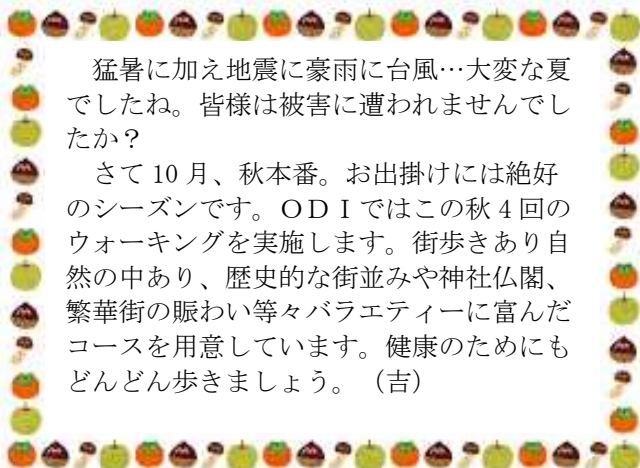 猛暑に加え地震に豪雨に台風…大変な夏
でしたね。皆様は被害に遭われませんでし
たか？
　さて 10 月、秋本番。お出掛けには絶好
のシーズンです。ＯＤＩではこの秋 4 回の
ウォーキングを実施します。街歩きあり自
然の中あり、歴史的な街並みや神社仏閣、
繁華街の賑わい等々バラエティーに富んだ
コースを用意しています。健康のためにも
どんどん歩きましょう。（吉）